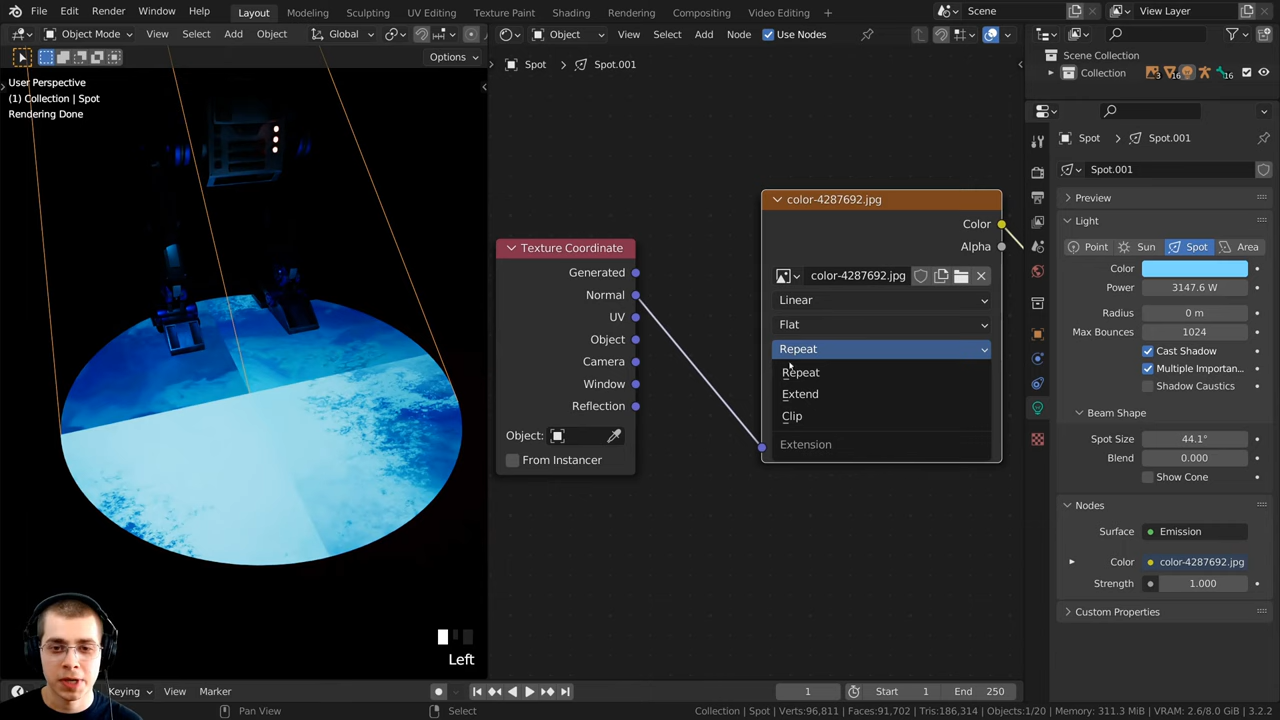 File Edit Render Window Help Layout Modeling Sculpting UV Editing Texture Paint Shading Rendering Compositing Video Editing + Scene View Layer
Object Mode View Select Add Object Global Object View Select Add Node Use Nodes
Options
User Perspective
(1) Collection | Spot
Rendering Done
Spot > Spot.001
Scene Collection
Collection 3 16 16
Spot > Spot.001
Spot.001
Preview
Light
Point Sun Spot Area
Color
Power 3147.6 W
Radius 0 m
Max Bounces 1024
Cast Shadow
Multiple Importan...
Shadow Caustics
Beam Shape
Spot Size 44.1°
Blend 0.000
Show Cone
Nodes
Surface Emission
Color color-4287692.jpg
Strength 1.000
Custom Properties
Texture Coordinate
Generated
Normal
UV
Object
Camera
Window
Reflection
Object:
From Instancer
color-4287692.jpg
Color
Alpha
color-4287692.jpg
Linear
Flat
Repeat
Repeat
Extend
Clip
Extension
Left
Keying View Marker 1 Start 1 End 250
Pan View Select Collection | Spot | Verts:96,811 | Faces:91,702 | Tris:186,314 | Objects:1/20 | Memory: 311.3 MiB | VRAM: 2.6/8.0 GiB | 3.2.2